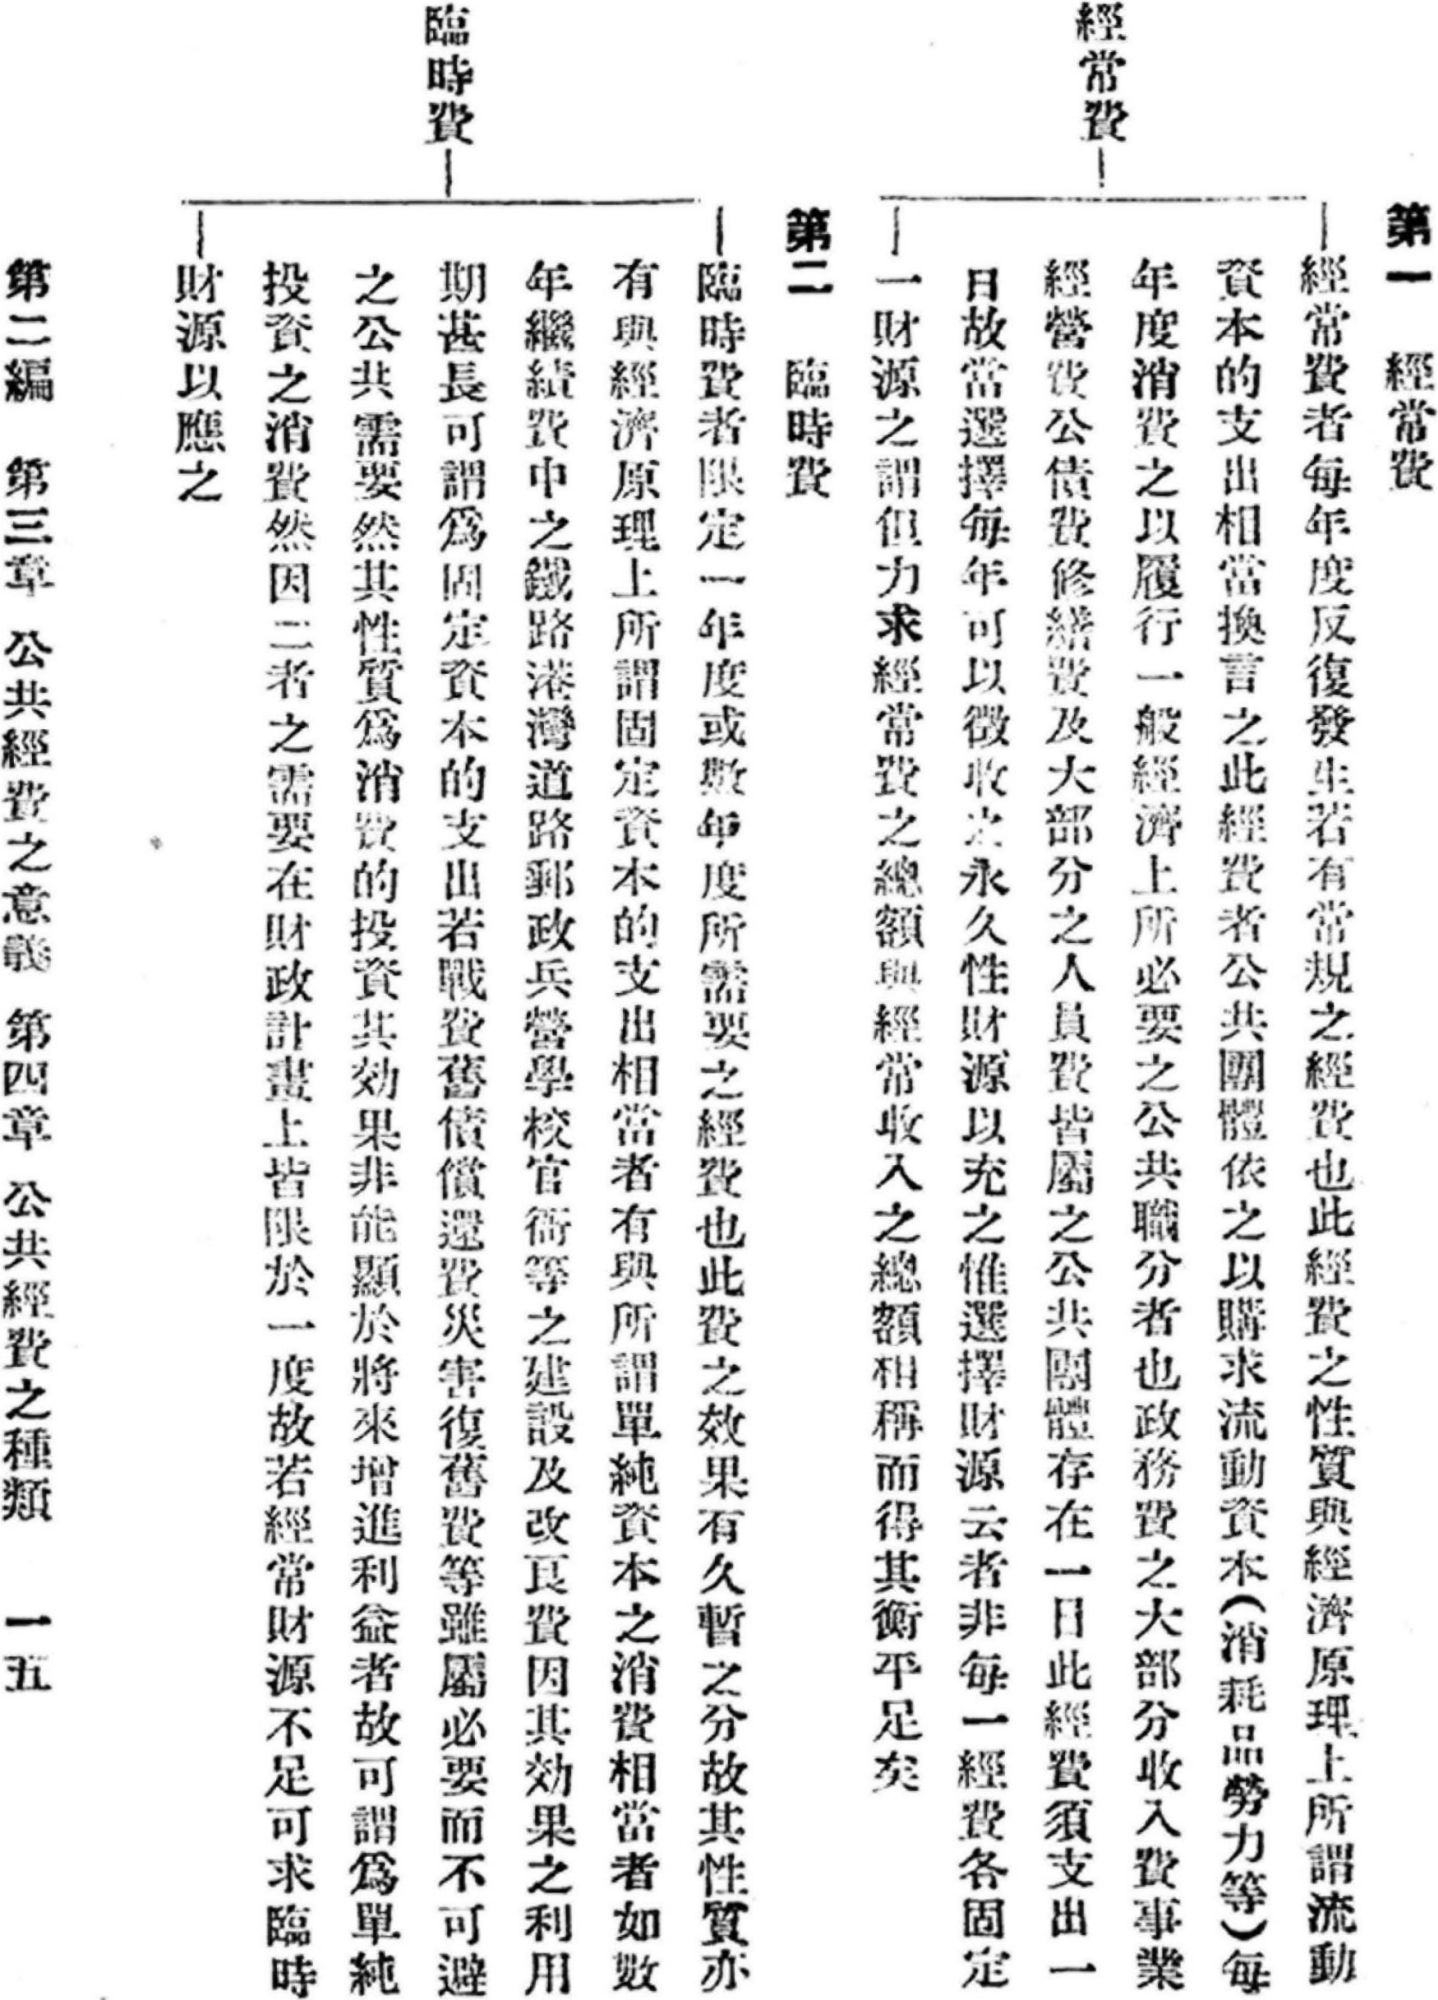 第一　經常費
經常費
經常費者每年度反復發生若有常規之經費也此經費之性質與經濟原理上所謂流動
資本的支出相當換言之此經費者公共團體依之以購求流動資本(消耗品勞力等)每
年度消費之以履行一般經濟上所必要之公共職分者也政務費之大部分收入費事業
經營費公債費修繕費及大部分之人員費皆屬之公共團體存在一日此經費須支出一
日故當選擇每年可以徵收之永久性財源以充之惟選擇財源云者非每一經費各固定
一財源之謂但力求經常費之總額與經常收入之總額相稱而得其衡平足矣
第二　臨時費
臨時費
臨時費者限定一年度或數年度所需要之經費也此費之效果有久暫之分故其性質亦
有與經濟原理上所謂固定資本的支出相當者有與所謂單純資本之消費相當者如數
年繼續費中之鐵路港灣道路郵政兵營學校官衙等之建設及改良費因其効果之利用
期甚長可謂爲固定資本的支出若戰費舊債償還費災害復舊費等雖屬必要而不可避
之公共需要然其性質爲消費的投資其効果非能顯於將來增進利益者故可謂爲單純
投資之消費然因二者之需要在財政計畫上皆限於一度故若經常財源不足可求臨時
財源以應之
第二編　第三章　公共經費之意義　第四章　公共經費之種類　一五